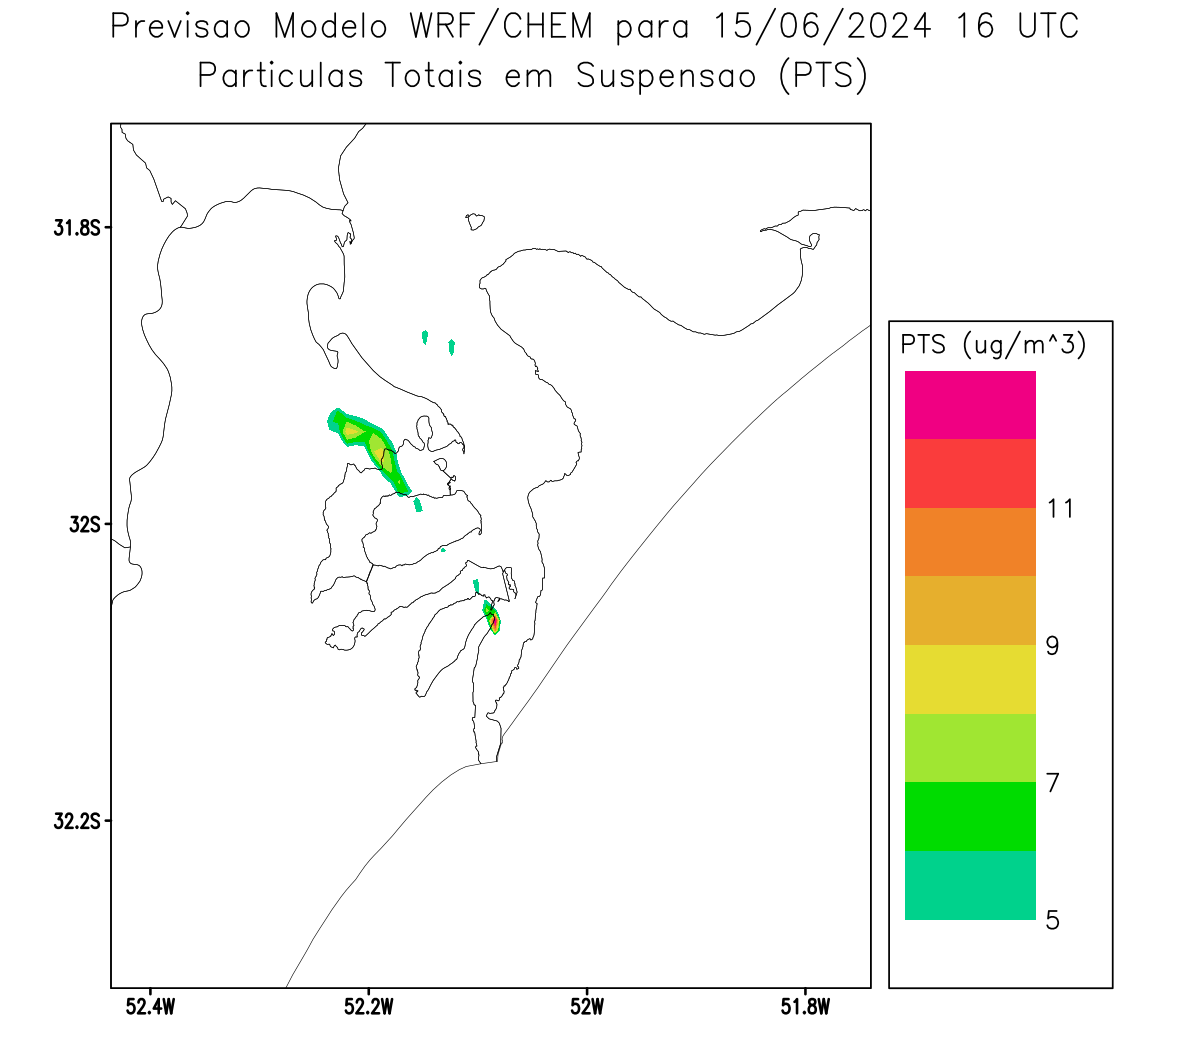 Previsao Modelo WRF/CHEM para 15/06/2024 16 UTC
Particulas Totais em Suspensao (PTS)
31.8S
32S
32.2S
52.4W
52.2W
52W
51.8W
PTS (ug/m^3)
11
9
7
5